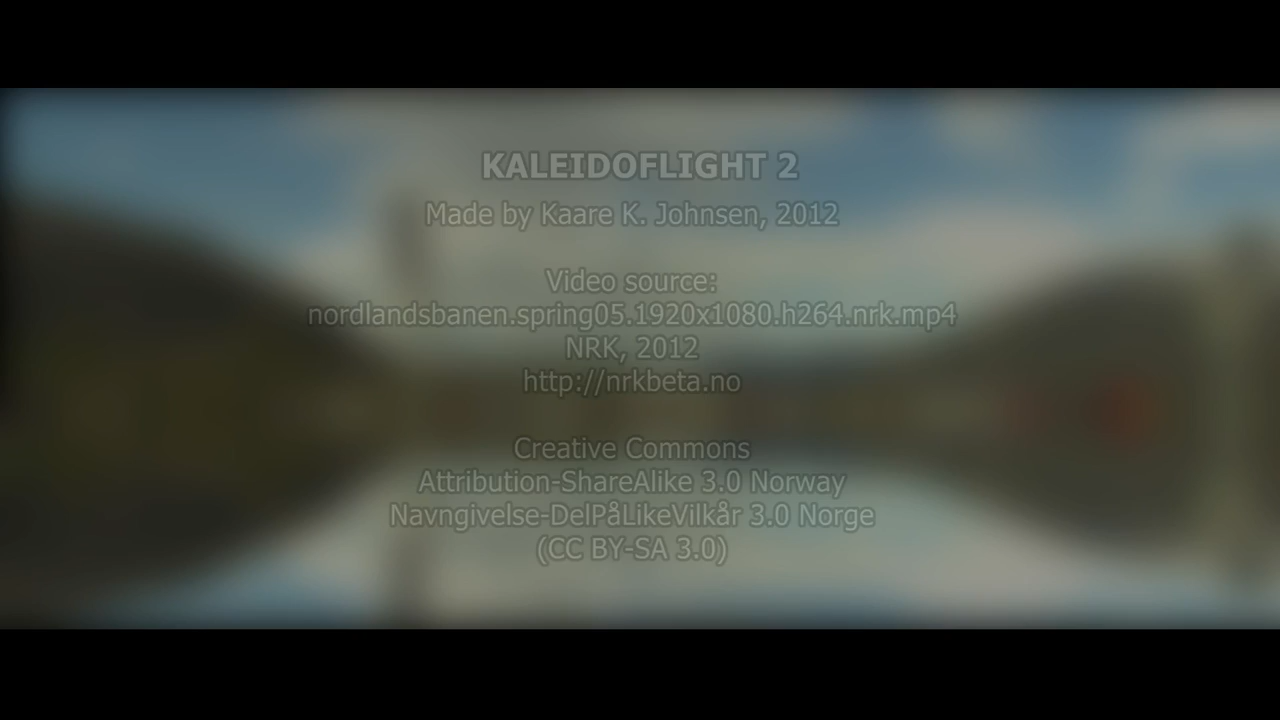 KALEIDOFLIGHT 2
Made by Kaare K. Johnsen, 2012
Video source:
nordlandsbanen.spring05.1920x1080.h264.nrk.mp4
NRK, 2012
http://nrkbeta.no
Creative Commons
Attribution-ShareAlike 3.0 Norway
Navngivelse-DelPåLikeVilkår 3.0 Norge
(CC BY-SA 3.0)